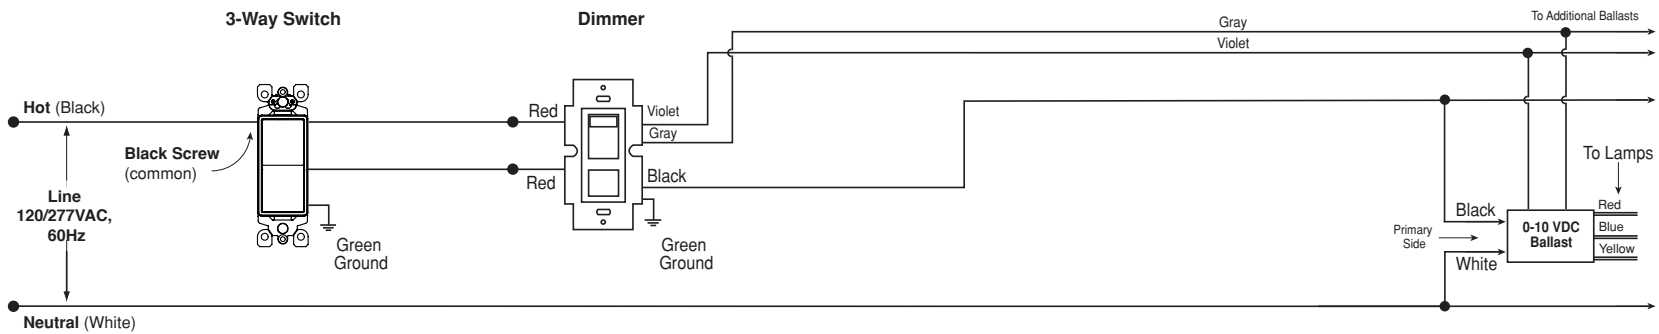 3-Way Switch
Dimmer
To Additional Ballasts
Gray
Violet
Hot (Black)
Red
Violet
Gray
Black Screw
(common)
To Lamps
Line
120/277VAC,
60Hz
Red
Black
Green
Ground
Green
Ground
Black
Primary
Side
White
0-10 VDC
Ballast
Red
Blue
Yellow
Neutral (White)